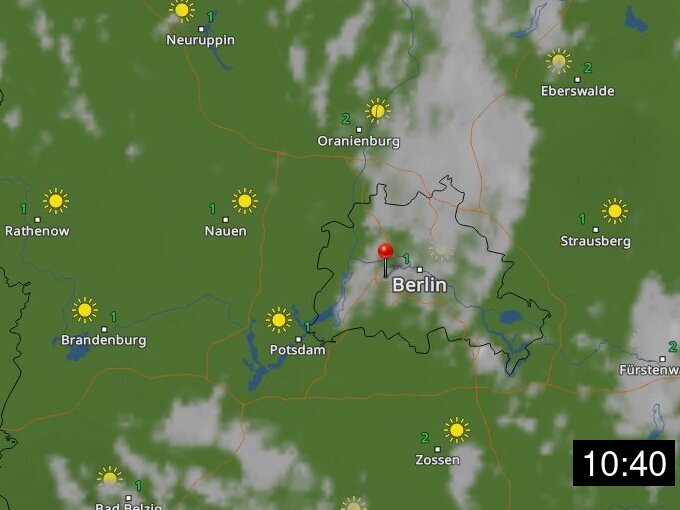 1
Neuruppin
2
Eberswalde
2
Oranienburg
1
Rathenow
1
Nauen
1
Strausberg
1
Berlin
1
Brandenburg
1
Potsdam
2
Fürstenwa
2
Zossen
10:40
1
Bad Belzig